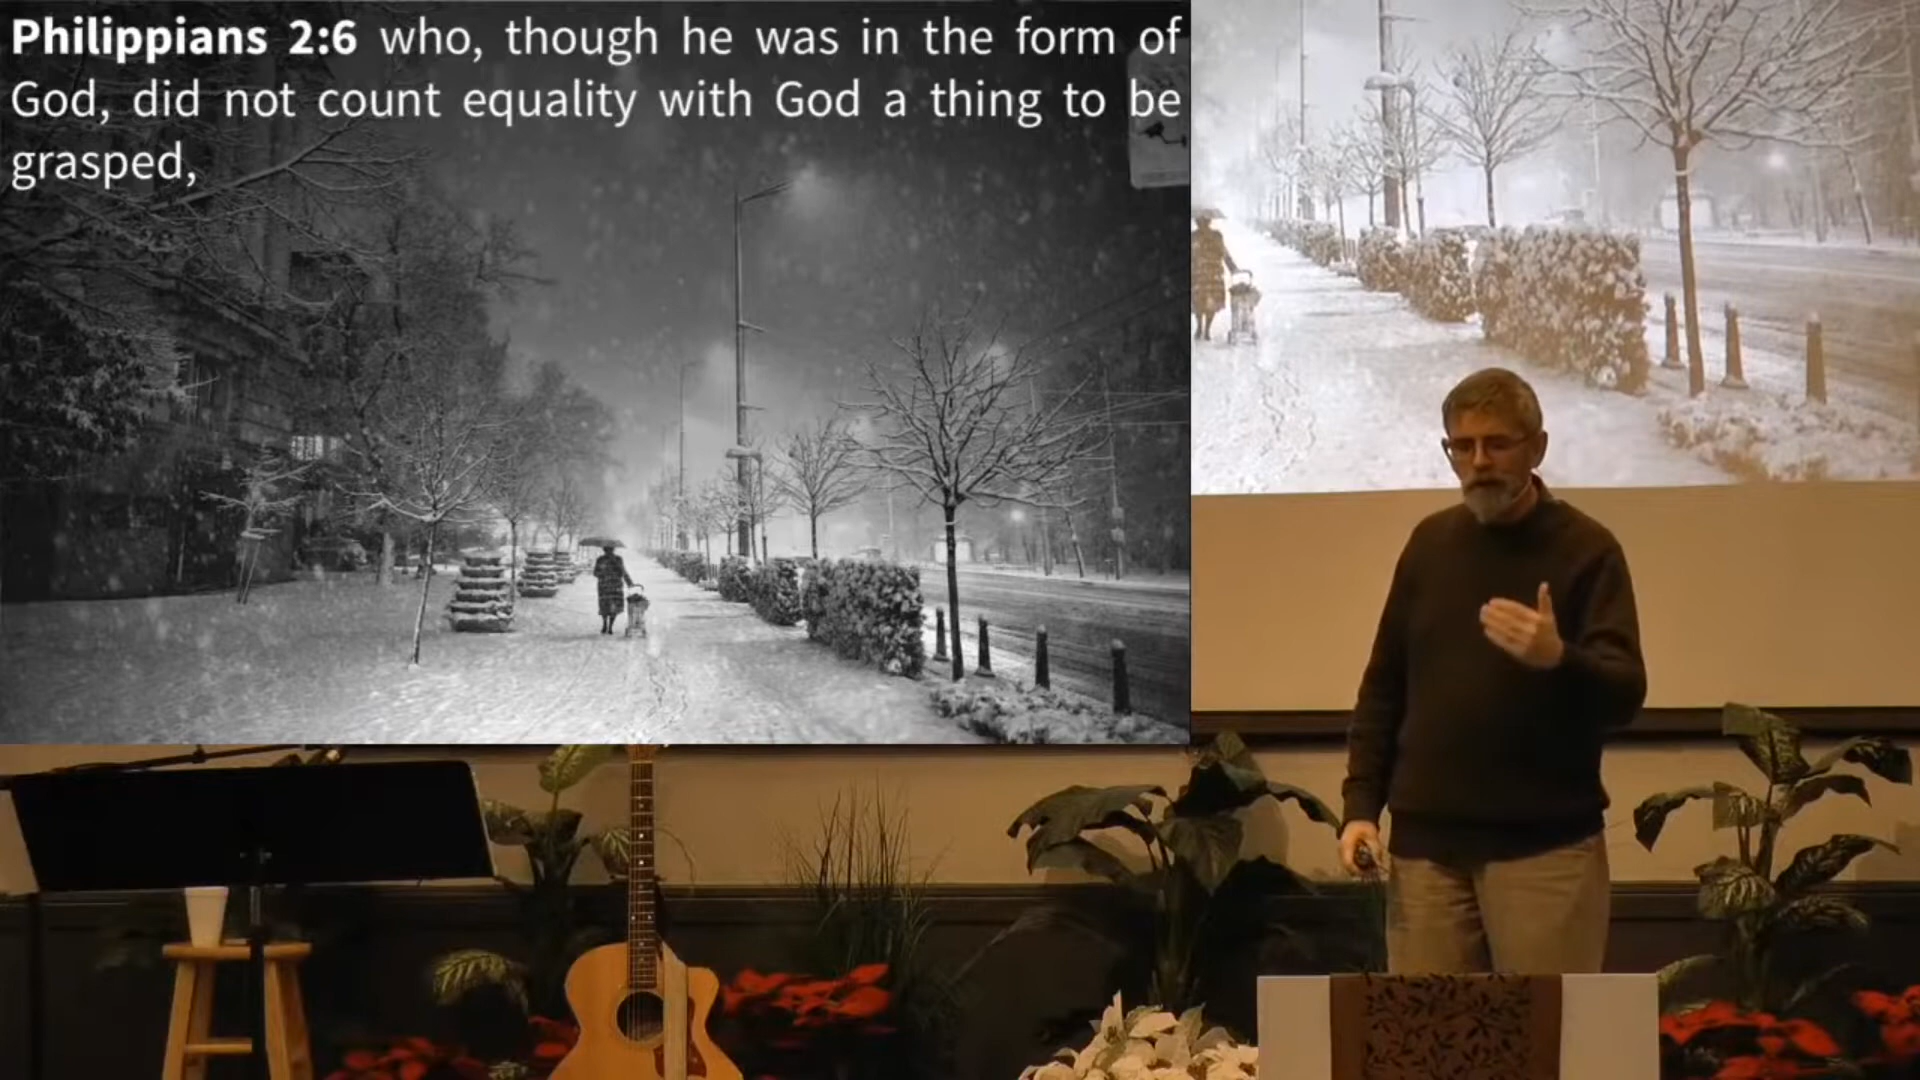 Philippians 2:6 who, though he was in the form of
God, did not count equality with God a thing to be
grasped,